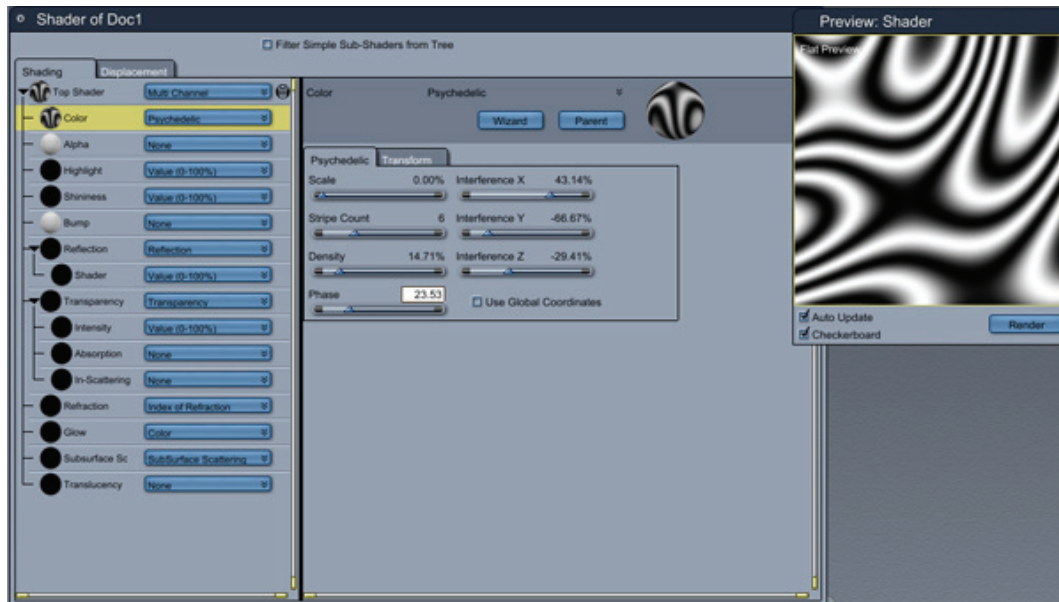 Shader of Doc1
Preview: Shader
Filter Simple Sub-Shaders from Tree
Flat Preview
Shading
Displacement
Top Shader
Multi Channel
Color
Psychedelic
Alpha
None
Highlight
Value (0-100%)
Shininess
Value (0-100%)
Bump
None
Reflection
Reflection
Shader
Value (0-100%)
Transparency
Transparency
Intensity
Value (0-100%)
Absorption
None
In-Scattering
None
Refraction
Index of Refraction
Glow
Color
Subsurface Sc
SubSurface Scattering
Translucency
None
Color
Psychedelic
Wizard
Parent
Psychedelic
Transform
Scale 0.00% Interference X 43.14%
Stripe Count 6 Interference Y -66.67%
Density 14.71% Interference Z -29.41%
Phase 23.53
Use Global Coordinates
Auto Update
Checkerboard
Render